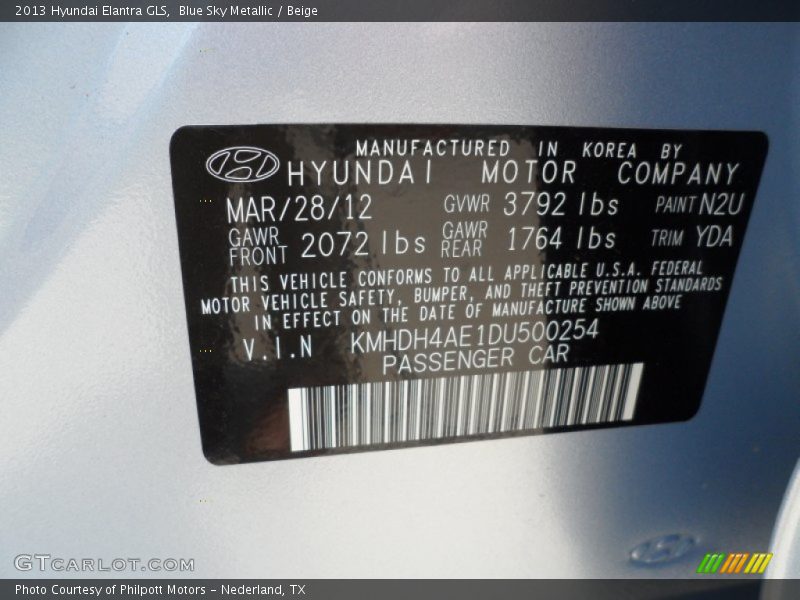 2013 Hyundai Elantra GLS,  Blue Sky Metallic / Beige
MANUFACTURED IN KOREA BY
HYUNDAI MOTOR COMPANY
MAR/28/12 GVWR 3792 lbs PAINT N2U
GAWR FRONT 2072 lbs GAWR REAR 1764 lbs TRIM YDA
THIS VEHICLE CONFORMS TO ALL APPLICABLE U.S.A. FEDERAL
MOTOR VEHICLE SAFETY, BUMPER, AND THEFT PREVENTION STANDARDS
IN EFFECT ON THE DATE OF MANUFACTURE SHOWN ABOVE
V.I.N KMHDH4AE1DU500254
PASSENGER CAR
GTCARLOT.COM
Photo Courtesy of Philpott Motors - Nederland, TX